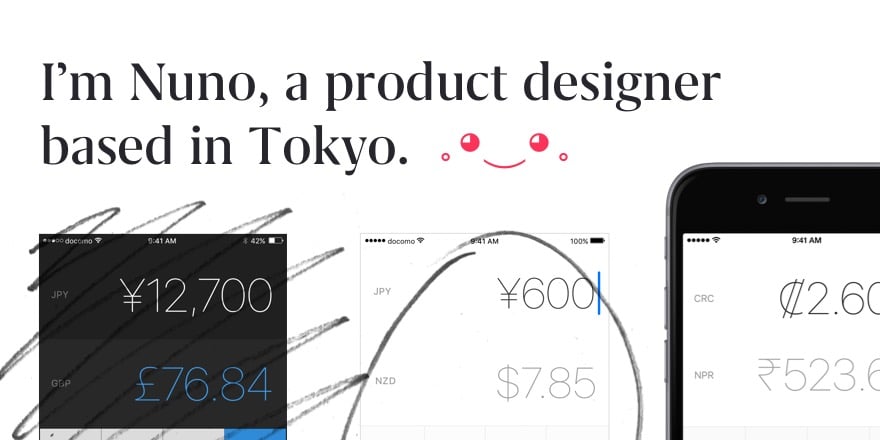 I’m Nuno, a product designer
based in Tokyo.
docomo 9:41 AM 42%
JPY ¥12,700
GBP £76.84
docomo 9:41 AM 100%
JPY ¥600
NZD $7.85
9:41 AM
CRC ₡2.60
NPR ₹523.6